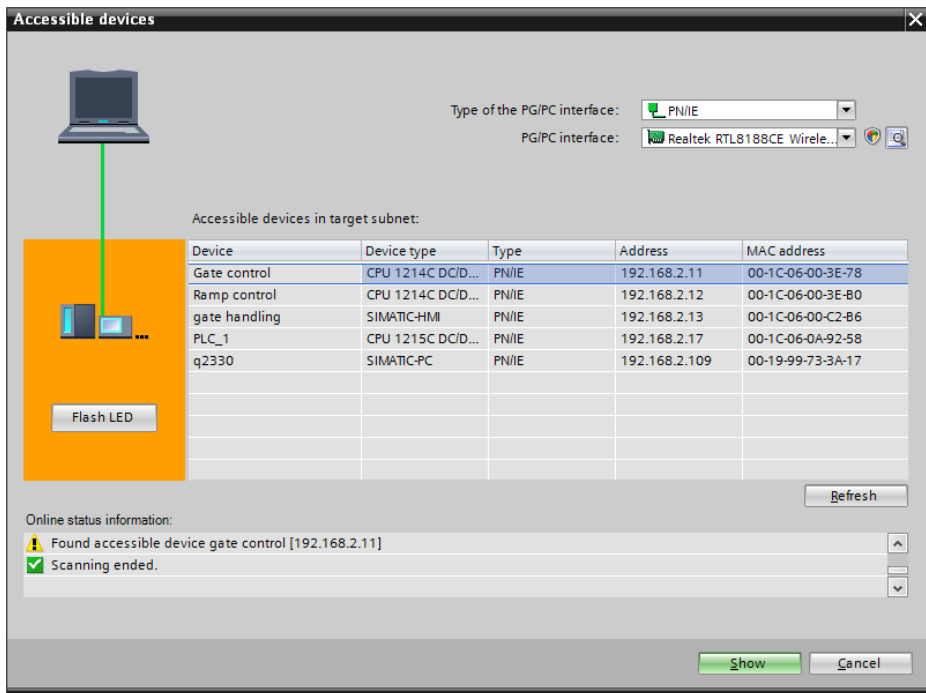 Accessible devices
Type of the PG/PC interface: PN/IE
PG/PC interface: Realtek RTL8188CE Wirele...
Accessible devices in target subnet:
Device Device type Type Address MAC address
Gate control CPU 1214C DC/D... PN/IE 192.168.2.11 00-1C-06-00-3E-78
Ramp control CPU 1214C DC/D... PN/IE 192.168.2.12 00-1C-06-00-3E-B0
gate handling SIMATIC-HMI PN/IE 192.168.2.13 00-1C-06-00-C2-B6
PLC_1 CPU 1215C DC/D... PN/IE 192.168.2.17 00-1C-06-0A-92-58
q2330 SIMATIC-PC PN/IE 192.168.2.109 00-19-99-73-3A-17
Flash LED
Refresh
Online status information:
Found accessible device gate control [192.168.2.11]
Scanning ended.
Show Cancel